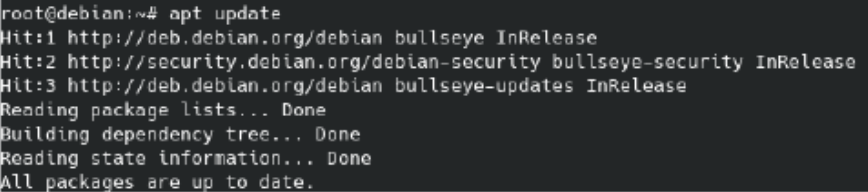 root@debian:~# apt update
Hit:1 http://deb.debian.org/debian bullseye InRelease
Hit:2 http://security.debian.org/debian-security bullseye-security InRelease
Hit:3 http://deb.debian.org/debian bullseye-updates InRelease
Reading package lists... Done
Building dependency tree... Done
Reading state information... Done
All packages are up to date.